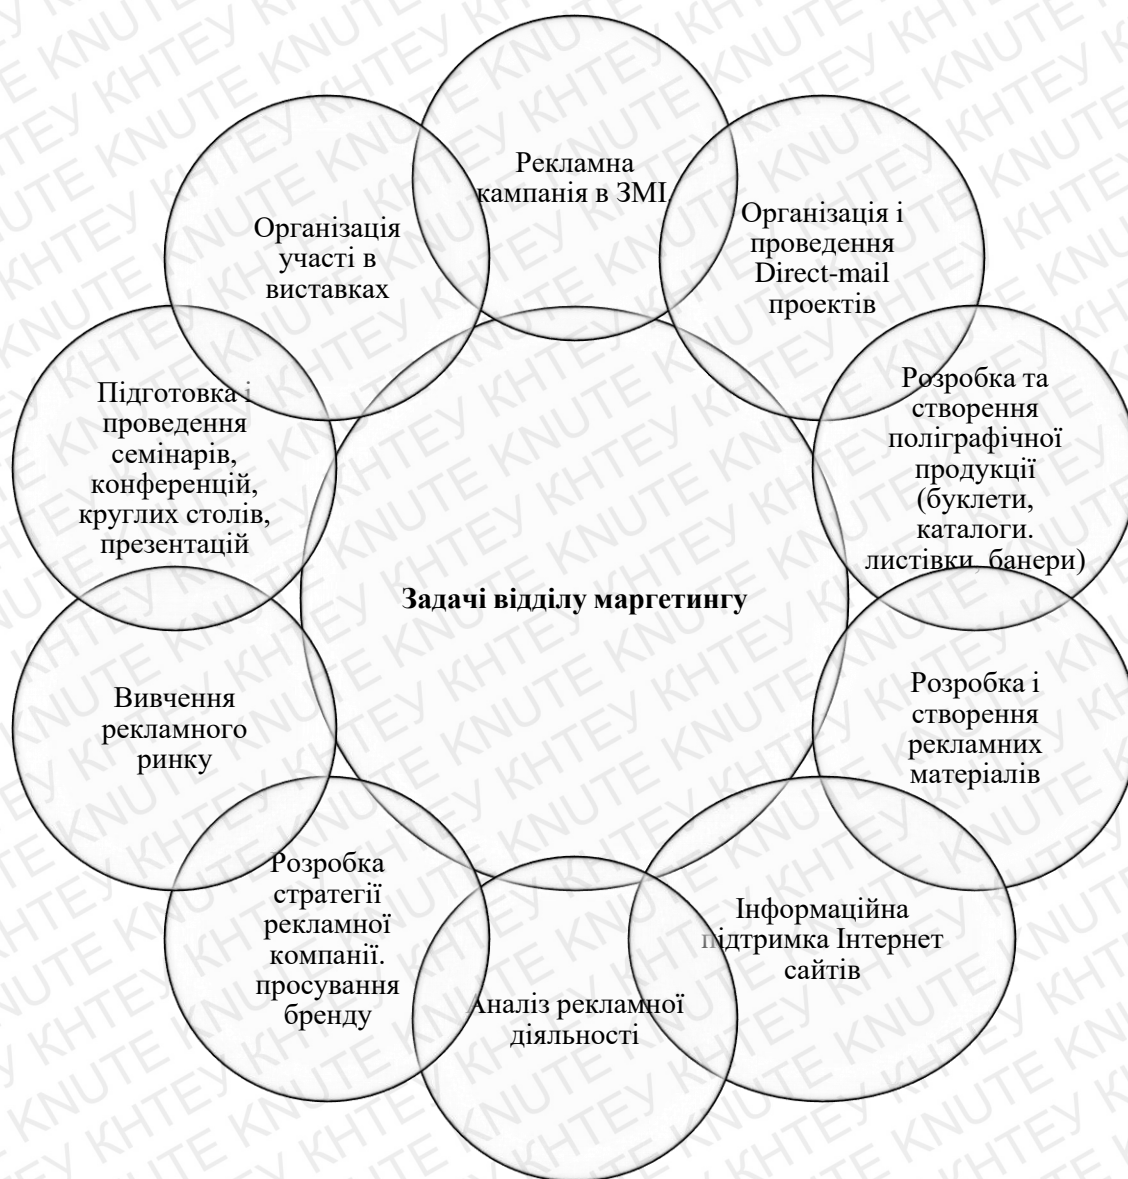 Рекламна
кампанія в ЗМІ.
Організація і
проведення
Direct-mail
проектів
Розробка та
створення
поліграфічної
продукції
(буклети,
каталоги.
листівки, банери)
Розробка і
створення
рекламних
матеріалів
Інформаційна
підтримка Інтернет
сайтів
Аналіз рекламної
діяльності
Розробка
стратегії
рекламної
компанії.
просування
бренду
Вивчення
рекламного
ринку
Підготовка і
проведення
семінарів,
конференцій,
круглих столів,
презентацій
Організація
участі в
виставках
Задачі відділу маргетингу
КНТЕУ KNUTE